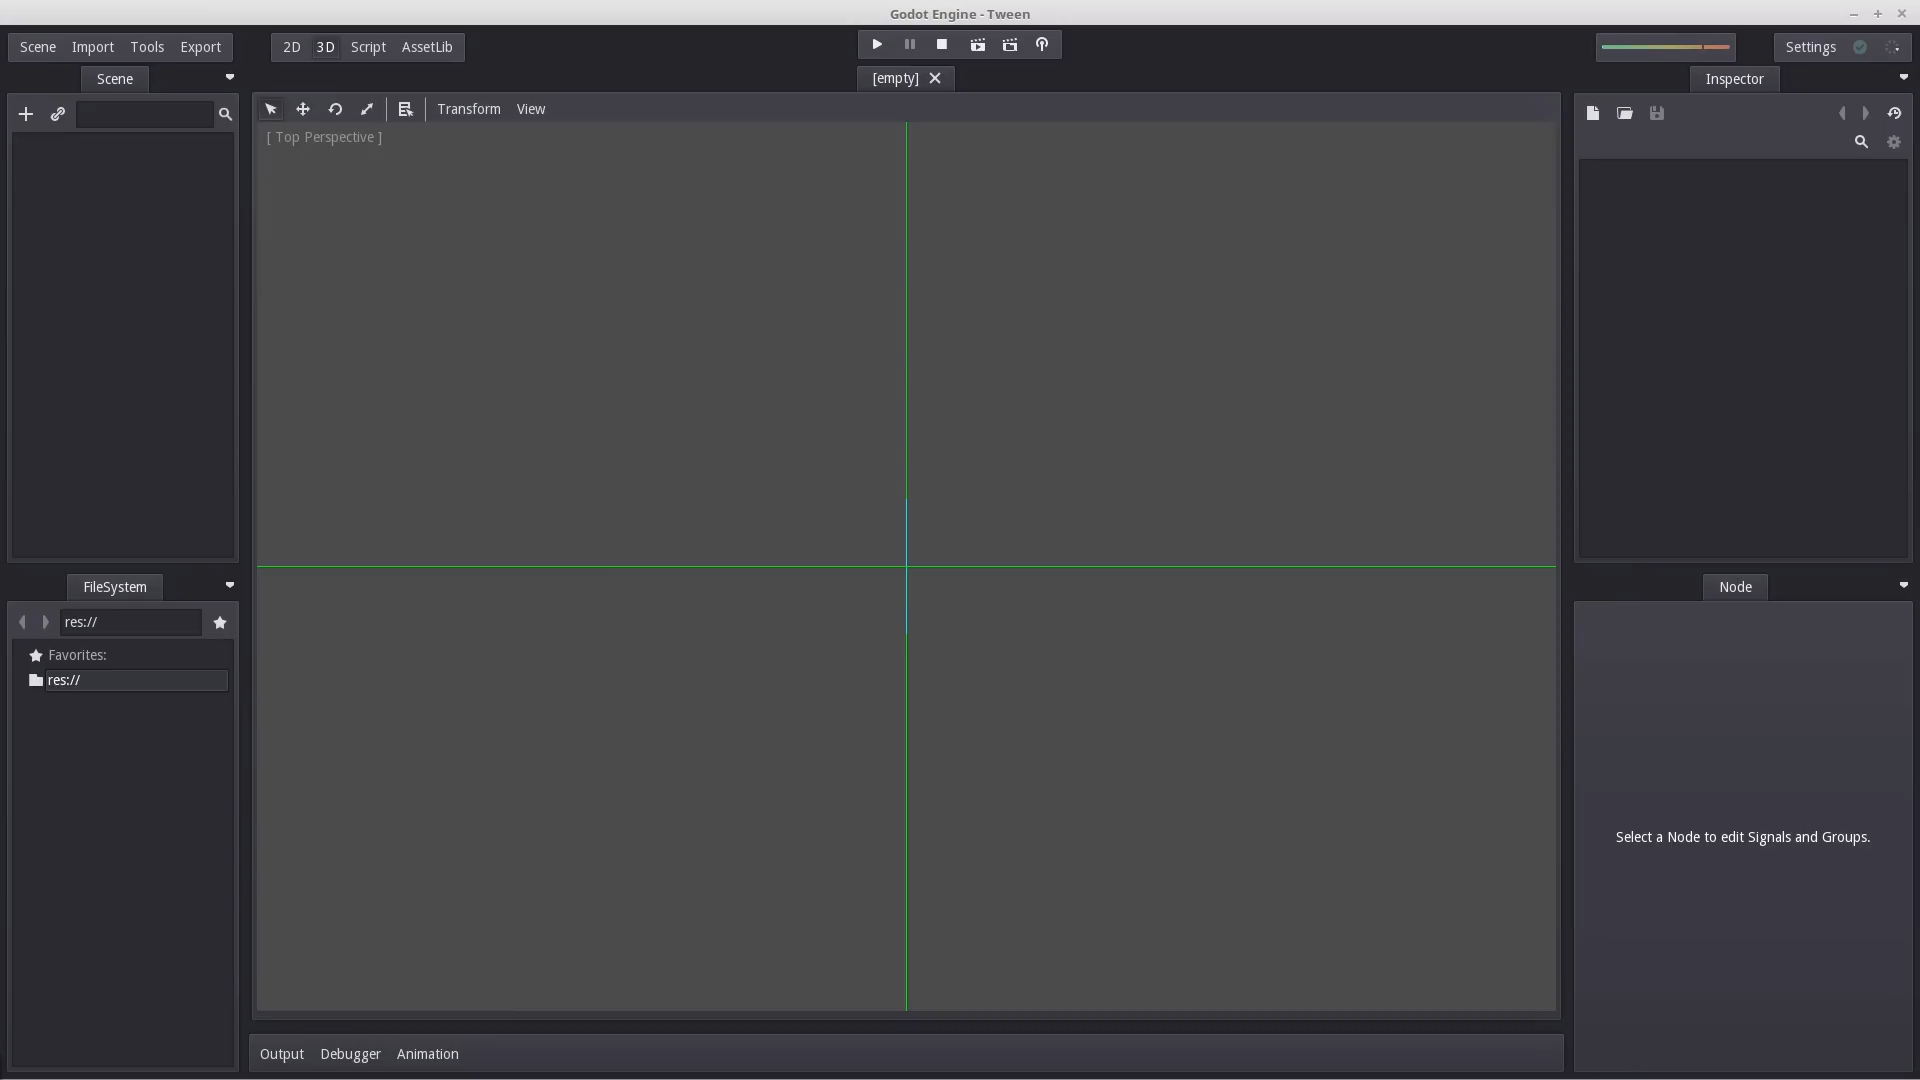 Godot Engine - Tween
Scene Import Tools Export
2D 3D Script AssetLib
Settings
Scene
[empty]
Inspector
Transform View
[ Top Perspective ]
FileSystem
res://
Favorites:
res://
Node
Select a Node to edit Signals and Groups.
Output Debugger Animation